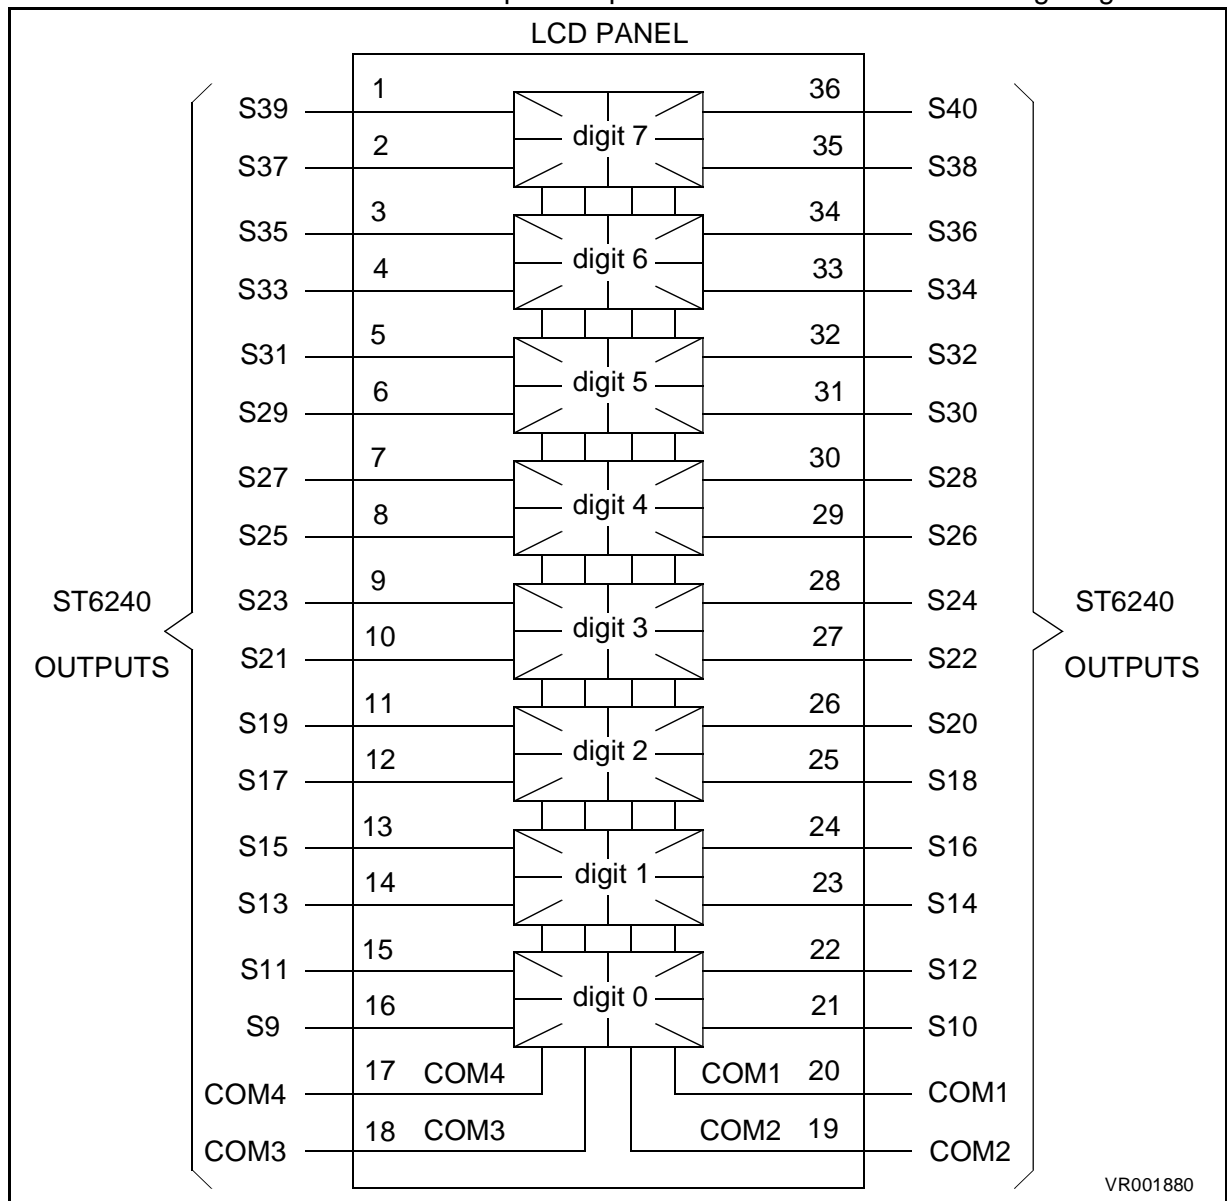 LCD PANEL
S39 1 36 S40
digit 7
S37 2 35 S38
S35 3 34 S36
digit 6
S33 4 33 S34
S31 5 32 S32
digit 5
S29 6 31 S30
S27 7 30 S28
digit 4
S25 8 29 S26
ST6240 S23 9 28 S24 ST6240
digit 3
OUTPUTS S21 10 27 S22 OUTPUTS
S19 11 26 S20
digit 2
S17 12 25 S18
S15 13 24 S16
digit 1
S13 14 23 S14
S11 15 22 S12
digit 0
S9 16 21 S10
COM4 17 COM4 COM1 20 COM1
COM3 18 COM3 COM2 19 COM2
VR001880